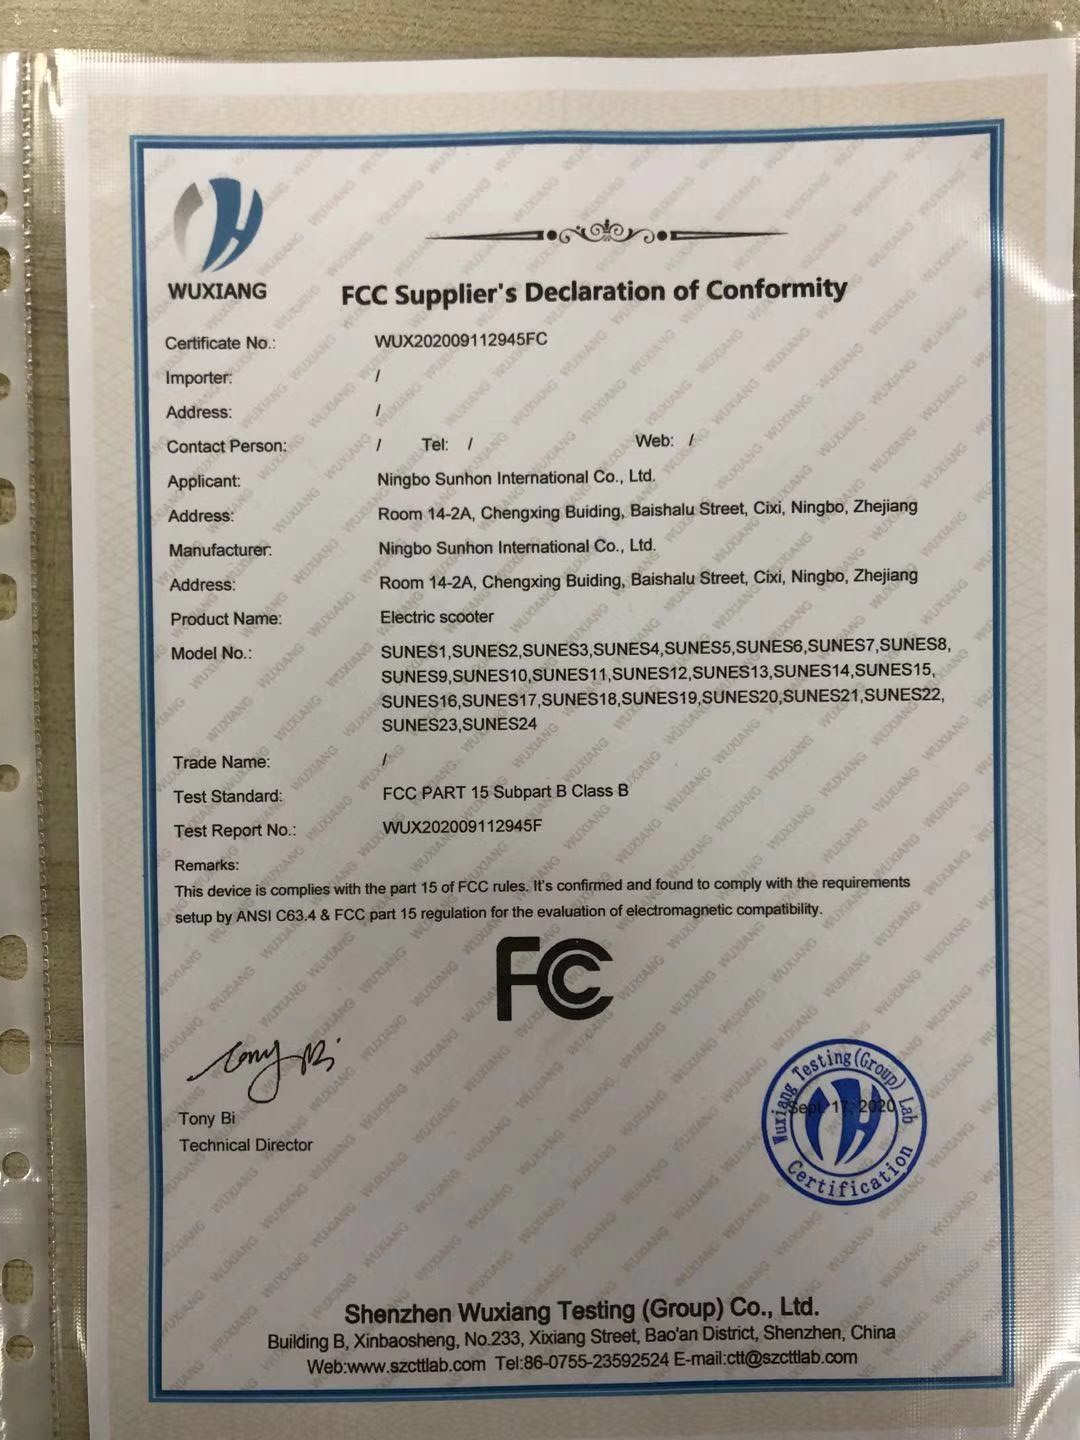 WUXIANG
FCC Supplier's Declaration of Conformity
Certificate No.: WUX202009112945FC
Importer: /
Address: /
Contact Person: / Tel: / Web: /
Applicant: Ningbo Sunhon International Co., Ltd.
Address: Room 14-2A, Chengxing Buiding, Baishalu Street, Cixi, Ningbo, Zhejiang
Manufacturer: Ningbo Sunhon International Co., Ltd.
Address: Room 14-2A, Chengxing Buiding, Baishalu Street, Cixi, Ningbo, Zhejiang
Product Name: Electric scooter
Model No.: SUNES1,SUNES2,SUNES3,SUNES4,SUNES5,SUNES6,SUNES7,SUNES8,
SUNES9,SUNES10,SUNES11,SUNES12,SUNES13,SUNES14,SUNES15,
SUNES16,SUNES17,SUNES18,SUNES19,SUNES20,SUNES21,SUNES22,
SUNES23,SUNES24
Trade Name: /
Test Standard: FCC PART 15 Subpart B Class B
Test Report No.: WUX202009112945F
Remarks:
This device is complies with the part 15 of FCC rules. It's confirmed and found to comply with the requirements
setup by ANSI C63.4 & FCC part 15 regulation for the evaluation of electromagnetic compatibility.
FCC
Tony Bi
Tony Bi
Technical Director
Wuxiang Testing(Group) Lab
Sept. 17, 2020
Certification
Shenzhen Wuxiang Testing (Group) Co., Ltd.
Building B, Xinbaosheng, No.233, Xixiang Street, Bao'an District, Shenzhen, China
Web:www.szcttlab.com Tel:86-0755-23592524 E-mail:ctt@szcttlab.com